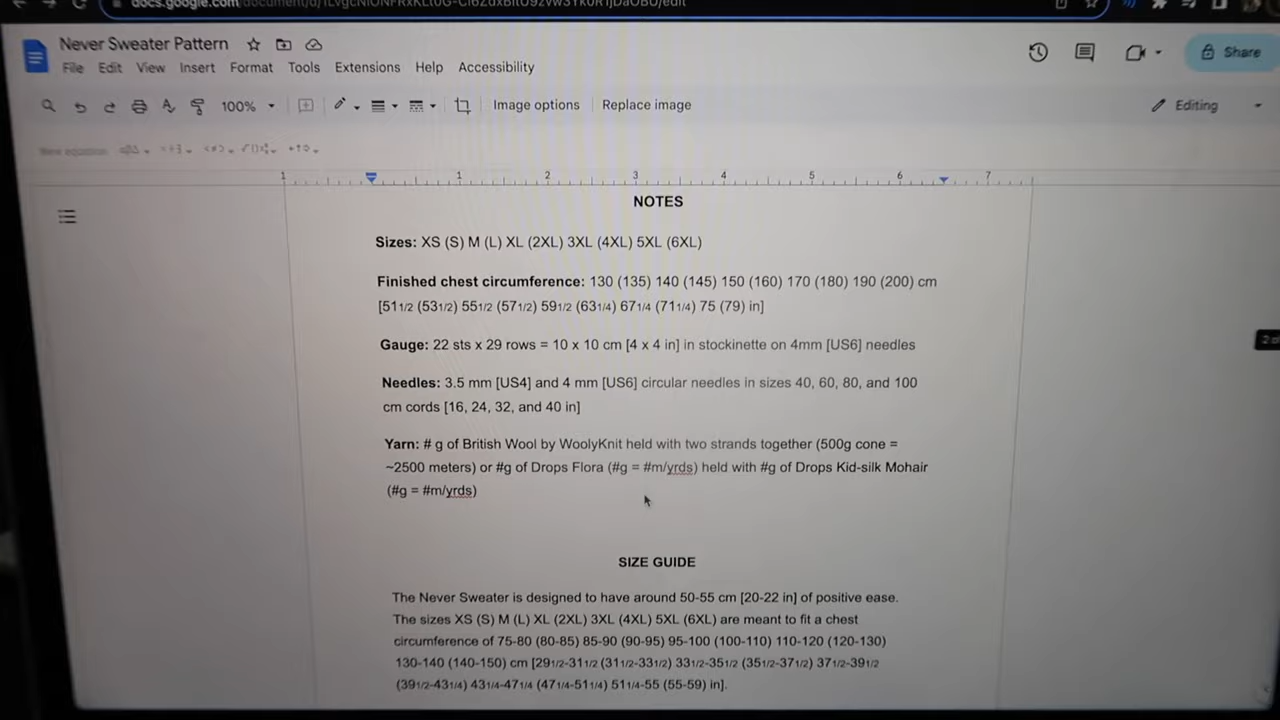 Never Sweater Pattern
File Edit View Insert Format Tools Extensions Help Accessibility
Share
100% Image options Replace image Editing
New equation
1 1 2 3 4 5 6 7
NOTES
Sizes: XS (S) M (L) XL (2XL) 3XL (4XL) 5XL (6XL)
Finished chest circumference: 130 (135) 140 (145) 150 (160) 170 (180) 190 (200) cm
[51 1/2 (53 1/2) 55 1/2 (57 1/2) 59 1/2 (63 1/4) 67 1/4 (71 1/4) 75 (79) in]
Gauge: 22 sts x 29 rows = 10 x 10 cm [4 x 4 in] in stockinette on 4mm [US6] needles
Needles: 3.5 mm [US4] and 4 mm [US6] circular needles in sizes 40, 60, 80, and 100
cm cords [16, 24, 32, and 40 in]
Yarn: # g of British Wool by WoolyKnit held with two strands together (500g cone =
~2500 meters) or #g of Drops Flora (#g = #m/yrds) held with #g of Drops Kid-silk Mohair
(#g = #m/yrds)
SIZE GUIDE
The Never Sweater is designed to have around 50-55 cm [20-22 in] of positive ease.
The sizes XS (S) M (L) XL (2XL) 3XL (4XL) 5XL (6XL) are meant to fit a chest
circumference of 75-80 (80-85) 85-90 (90-95) 95-100 (100-110) 110-120 (120-130)
130-140 (140-150) cm [29 1/2-31 1/2 (31 1/2-33 1/2) 33 1/2-35 1/2 (35 1/2-37 1/2) 37 1/2-39 1/2
(39 1/2-43 1/4) 43 1/4-47 1/4 (47 1/4-51 1/4) 51 1/4-55 (55-59) in].